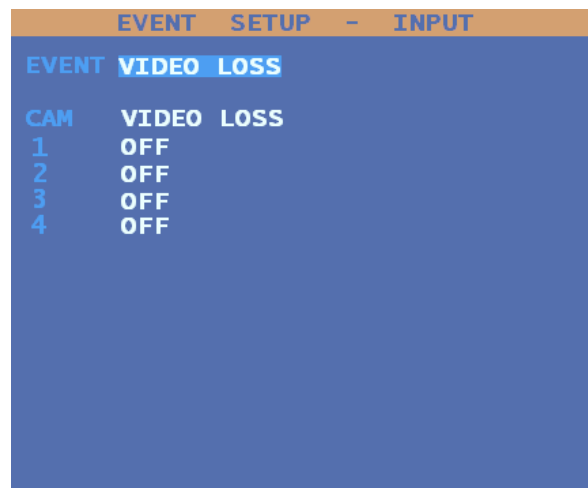 EVENT SETUP - INPUT
EVENT VIDEO LOSS
CAM VIDEO LOSS
1 OFF
2 OFF
3 OFF
4 OFF